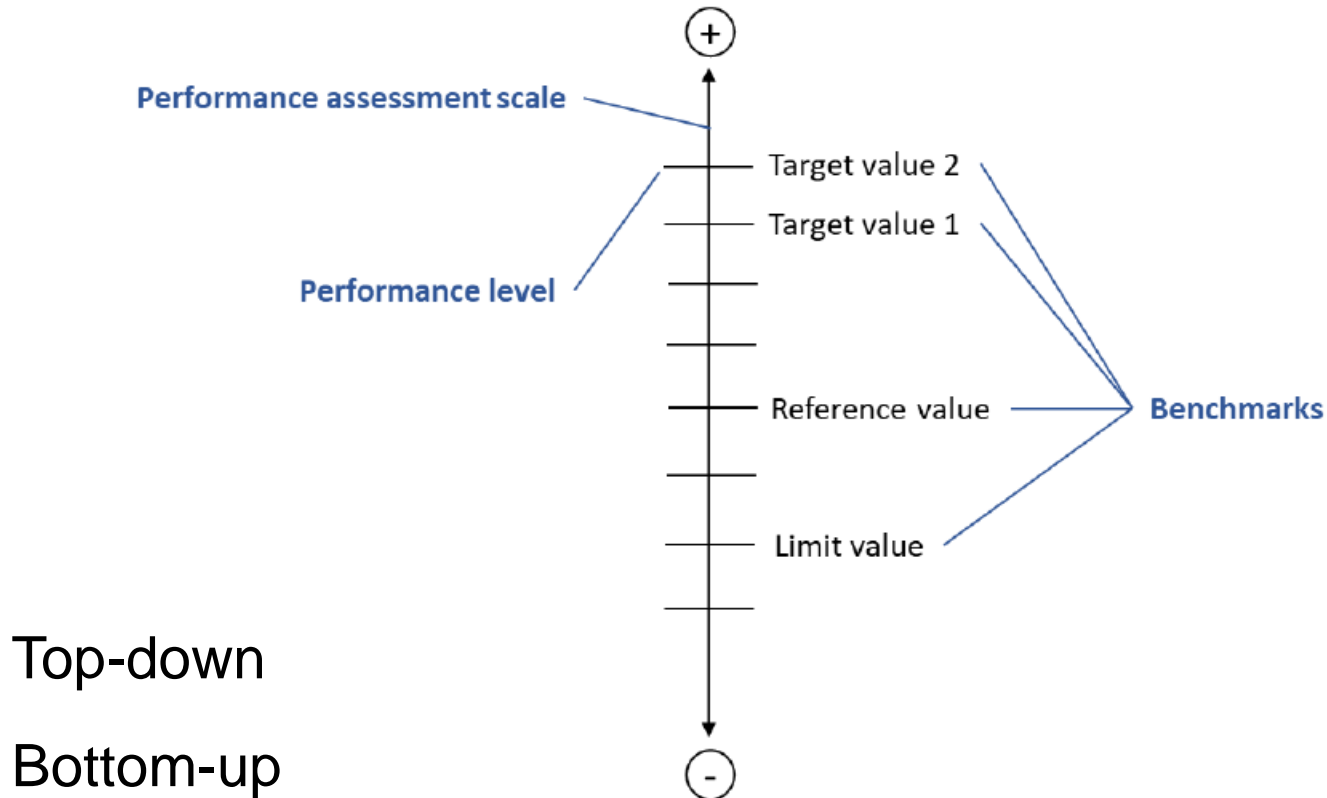 +
Performance assessment scale
Target value 2
Target value 1
Performance level
Reference value
Benchmarks
Limit value
Top-down
Bottom-up
-